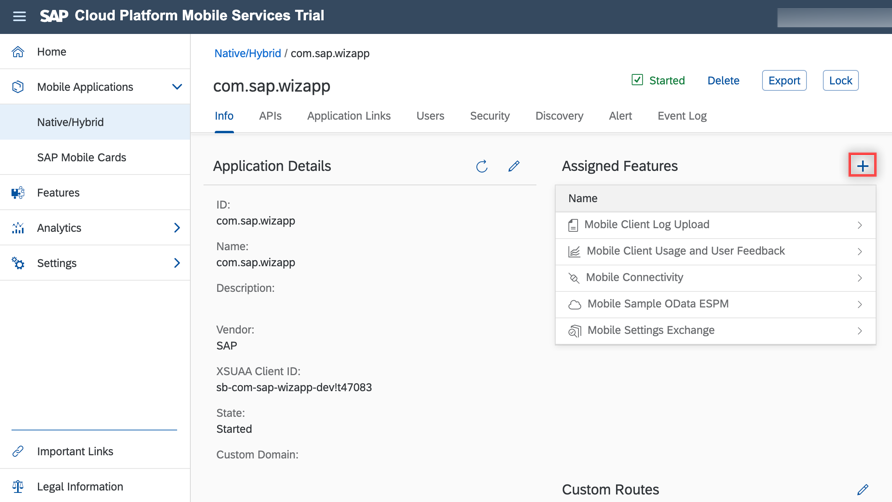 SAP Cloud Platform Mobile Services Trial
Home
Mobile Applications
Native/Hybrid
SAP Mobile Cards
Features
Analytics
Settings
Important Links
Legal Information
Native/Hybrid / com.sap.wizapp
com.sap.wizapp
Started Delete Export Lock
Info APIs Application Links Users Security Discovery Alert Event Log
Application Details
ID:
com.sap.wizapp
Name:
com.sap.wizapp
Description:
Vendor:
SAP
XSUAA Client ID:
sb-com-sap-wizapp-dev!t47083
State:
Started
Custom Domain:
Assigned Features
Name
Mobile Client Log Upload
Mobile Client Usage and User Feedback
Mobile Connectivity
Mobile Sample OData ESPM
Mobile Settings Exchange
Custom Routes